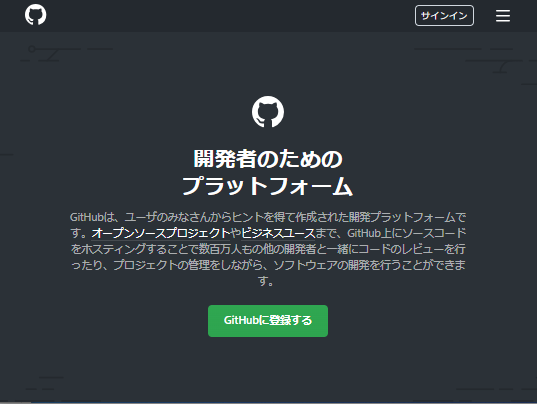 サインイン
開発者のための
プラットフォーム
GitHubは、ユーザのみなさんからヒントを得て作成された開発プラットフォームで
す。オープンソースプロジェクトやビジネスユースまで、GitHub上にソースコード
をホスティングすることで数百万人もの他の開発者と一緒にコードのレビューを行
ったり、プロジェクトの管理をしながら、ソフトウェアの開発を行うことができま
す。
GitHubに登録する